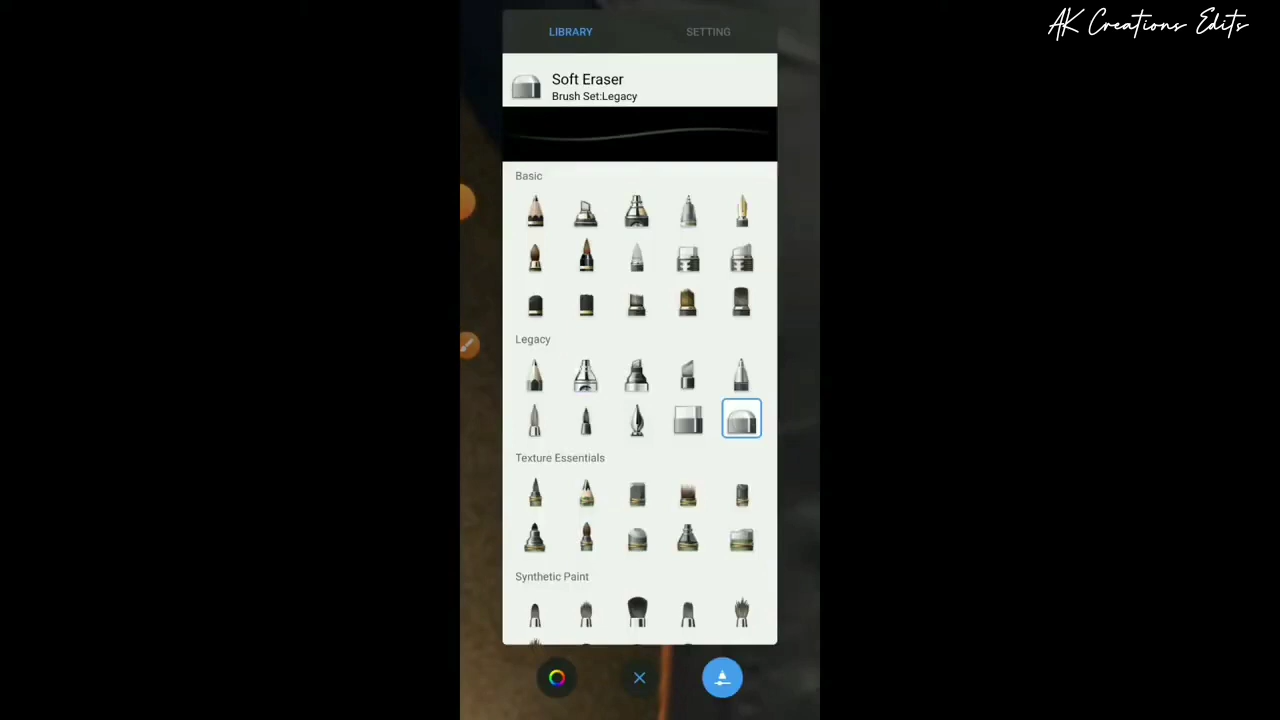 AK Creations Edits
LIBRARY
SETTING
Soft Eraser
Brush Set:Legacy
Basic
Legacy
Texture Essentials
Synthetic Paint